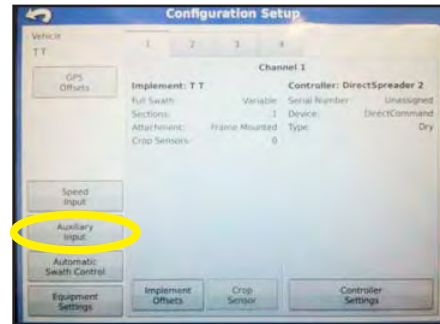 Configuration Setup
Vehicle
T T
GPS
Offsets
Speed
Input
Auxiliary
Input
Automatic
Swath Control
Equipment
Settings
1 2 3 4
Channel 1
Implement: T T
Full Swath: Variable
Sections: 1
Attachment: Frame Mounted
Crop Sensors: 0
Controller: DirectSpreader 2
Serial Number: Unassigned
Device: DirectCommand
Type: Dry
Implement
Offsets
Crop
Sensor
Controller
Settings